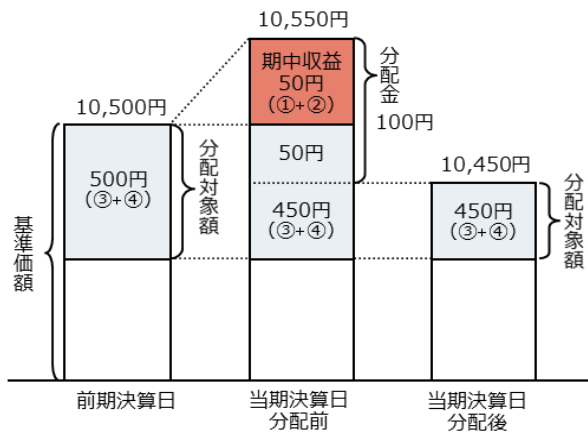 10,550円
期中収益
50円
(①+②)
分配金
100円
10,500円
500円
(③+④)
分配対象額
50円
450円
(③+④)
10,450円
450円
(③+④)
分配対象額
基準価額
前期決算日
当期決算日
分配前
当期決算日
分配後